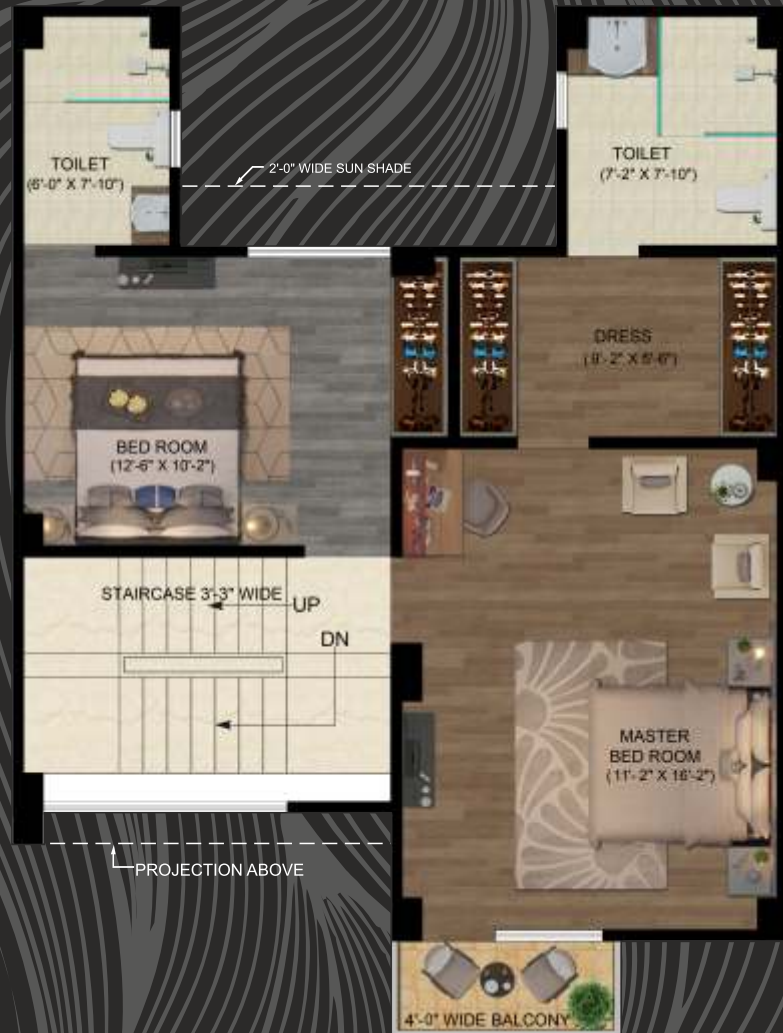 TOILET
(6'-0" X 7'-10")
2'-0" WIDE SUN SHADE
TOILET
(7'-2" X 7'-10")
DRESS
(9'-2" X 6'-6")
BED ROOM
(12'-6" X 10'-2")
STAIRCASE 3'-3" WIDE
UP
DN
MASTER
BED ROOM
(11'-2" X 16'-2")
PROJECTION ABOVE
4'-0" WIDE BALCONY